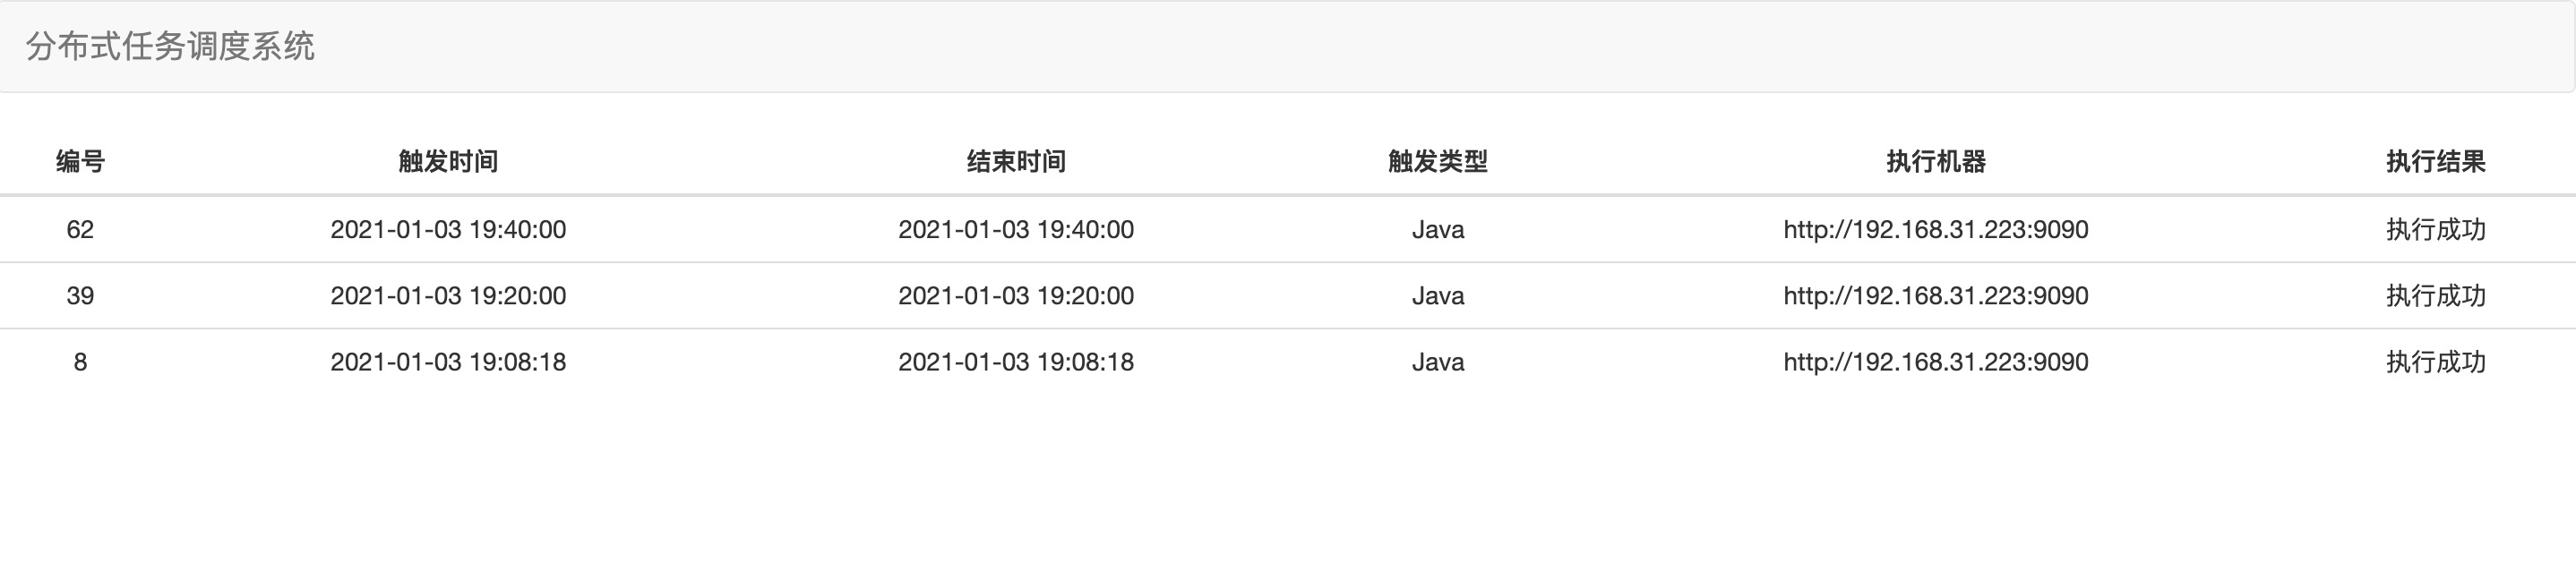 分布式任务调度系统
编号 触发时间 结束时间 触发类型 执行机器 执行结果
62 2021-01-03 19:40:00 2021-01-03 19:40:00 Java http://192.168.31.223:9090 执行成功
39 2021-01-03 19:20:00 2021-01-03 19:20:00 Java http://192.168.31.223:9090 执行成功
8 2021-01-03 19:08:18 2021-01-03 19:08:18 Java http://192.168.31.223:9090 执行成功